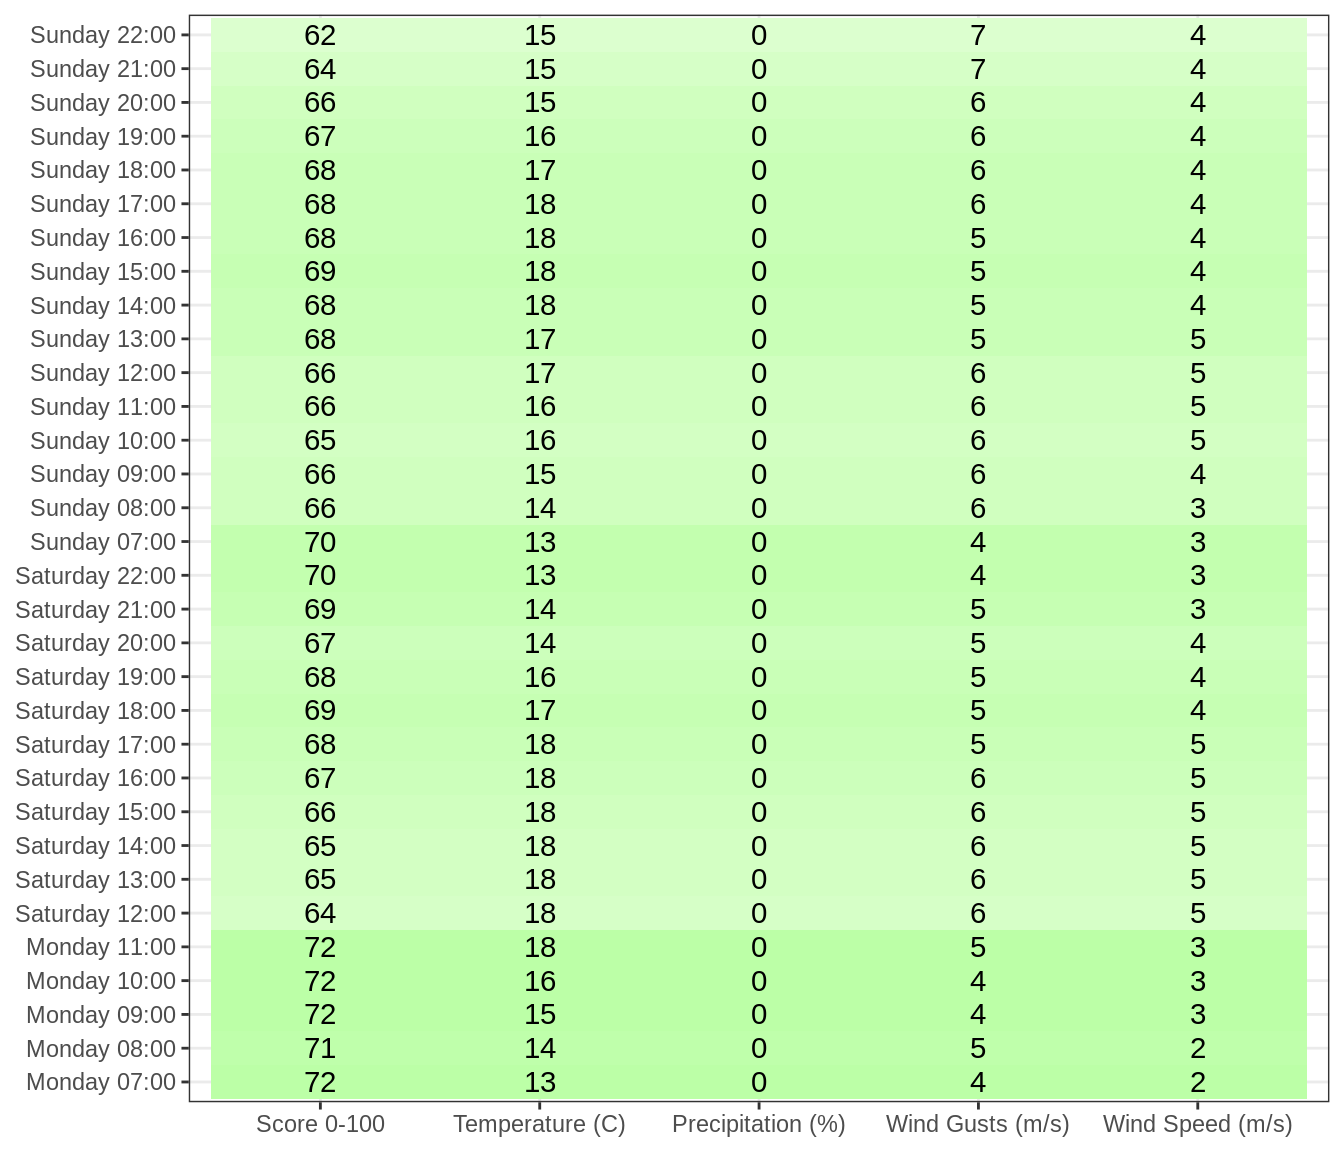 Sunday 22:00 62 15 0 7 4
Sunday 21:00 64 15 0 7 4
Sunday 20:00 66 15 0 6 4
Sunday 19:00 67 16 0 6 4
Sunday 18:00 68 17 0 6 4
Sunday 17:00 68 18 0 6 4
Sunday 16:00 68 18 0 5 4
Sunday 15:00 69 18 0 5 4
Sunday 14:00 68 18 0 5 4
Sunday 13:00 68 17 0 5 5
Sunday 12:00 66 17 0 6 5
Sunday 11:00 66 16 0 6 5
Sunday 10:00 65 16 0 6 5
Sunday 09:00 66 15 0 6 4
Sunday 08:00 66 14 0 6 3
Sunday 07:00 70 13 0 4 3
Saturday 22:00 70 13 0 4 3
Saturday 21:00 69 14 0 5 3
Saturday 20:00 67 14 0 5 4
Saturday 19:00 68 16 0 5 4
Saturday 18:00 69 17 0 5 4
Saturday 17:00 68 18 0 5 5
Saturday 16:00 67 18 0 6 5
Saturday 15:00 66 18 0 6 5
Saturday 14:00 65 18 0 6 5
Saturday 13:00 65 18 0 6 5
Saturday 12:00 64 18 0 6 5
Monday 11:00 72 18 0 5 3
Monday 10:00 72 16 0 4 3
Monday 09:00 72 15 0 4 3
Monday 08:00 71 14 0 5 2
Monday 07:00 72 13 0 4 2
Score 0-100 Temperature (C) Precipitation (%) Wind Gusts (m/s) Wind Speed (m/s)